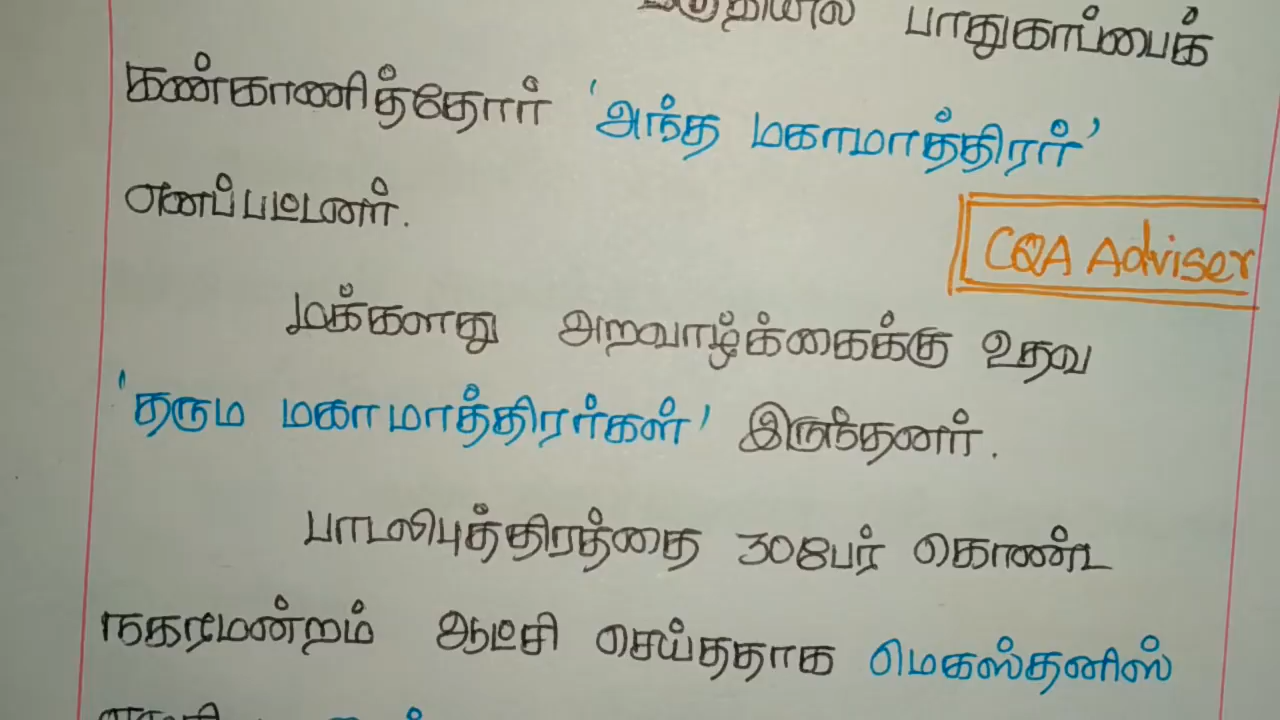 பாதுகாப்பைக்
கண்காணித்தோர் 'அந்த மகாமாத்திரர்'
எனப்பட்டனர்.
CQA Adviser
மக்களது அறவாழ்க்கைக்கு உதவ
'தரும மகாமாத்திரர்கள்' இருந்தனர்.
பாடலிபுத்திரத்தை 30பேர் கொண்ட
நகரமன்றம் ஆட்சி செய்ததாக மெகஸ்தனிஸ்